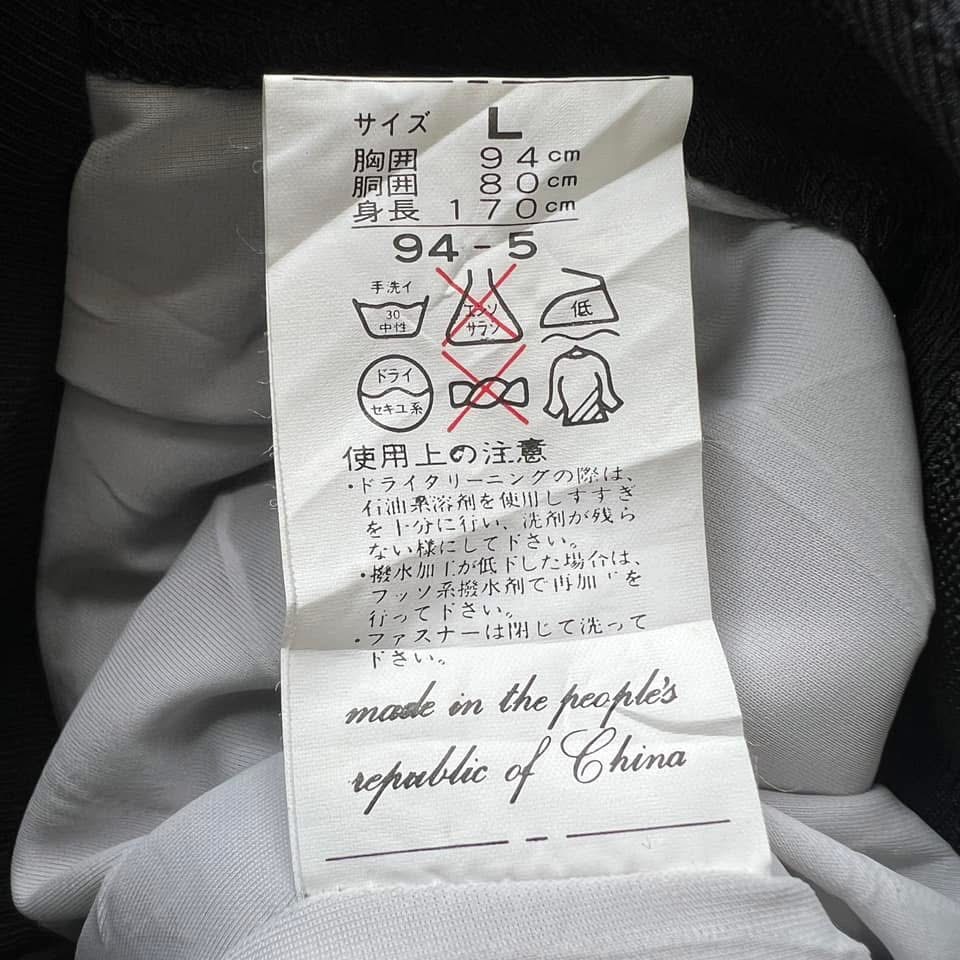 サイズ L
胸囲 94cm
胴囲 80cm
身長 170cm
94-5
手洗イ
30
中性
エンソ
サラシ
低
ドライ
セキユ系
使用上の注意
・ドライクリーニングの際は、
石油系溶剤を使用しすすぎ
を十分に行い、洗剤が残ら
ない様にして下さい。
・撥水加工が低下した場合は、
フッソ系撥水剤で再加工を
行って下さい。
・ファスナーは閉じて洗って
下さい。
made in the people's
republic of China